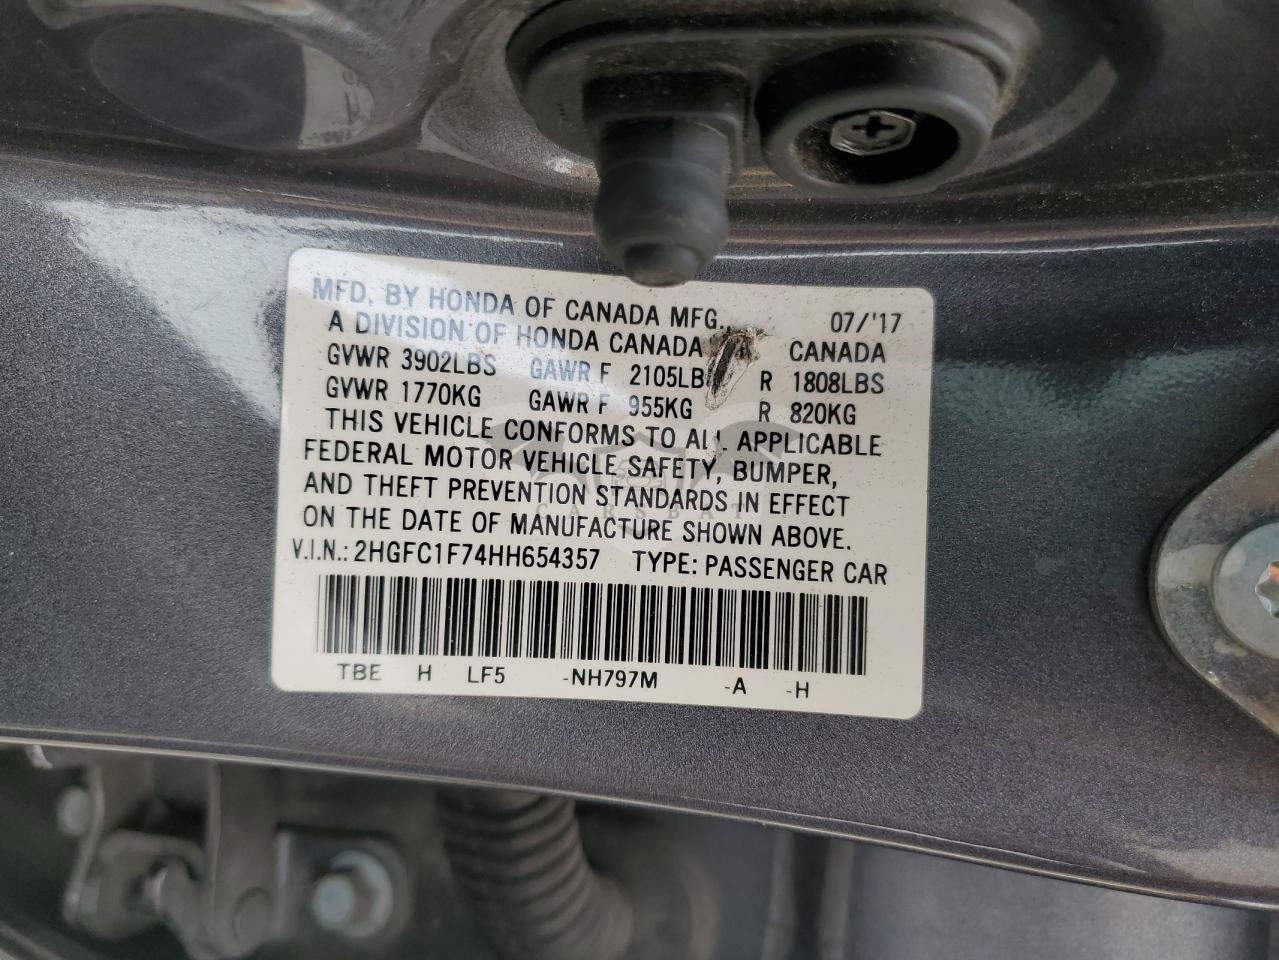 MFD. BY HONDA OF CANADA MFG., 07/'17
A DIVISION OF HONDA CANADA CANADA
GVWR 3902LBS GAWR F 2105LB R 1808LBS
GVWR 1770KG GAWR F 955KG R 820KG
THIS VEHICLE CONFORMS TO ALL APPLICABLE
FEDERAL MOTOR VEHICLE SAFETY, BUMPER,
AND THEFT PREVENTION STANDARDS IN EFFECT
CARSBAT
ON THE DATE OF MANUFACTURE SHOWN ABOVE.
V.I.N.: 2HGFC1F74HH654357 TYPE: PASSENGER CAR
TBE H LF5 -NH797M -A -H